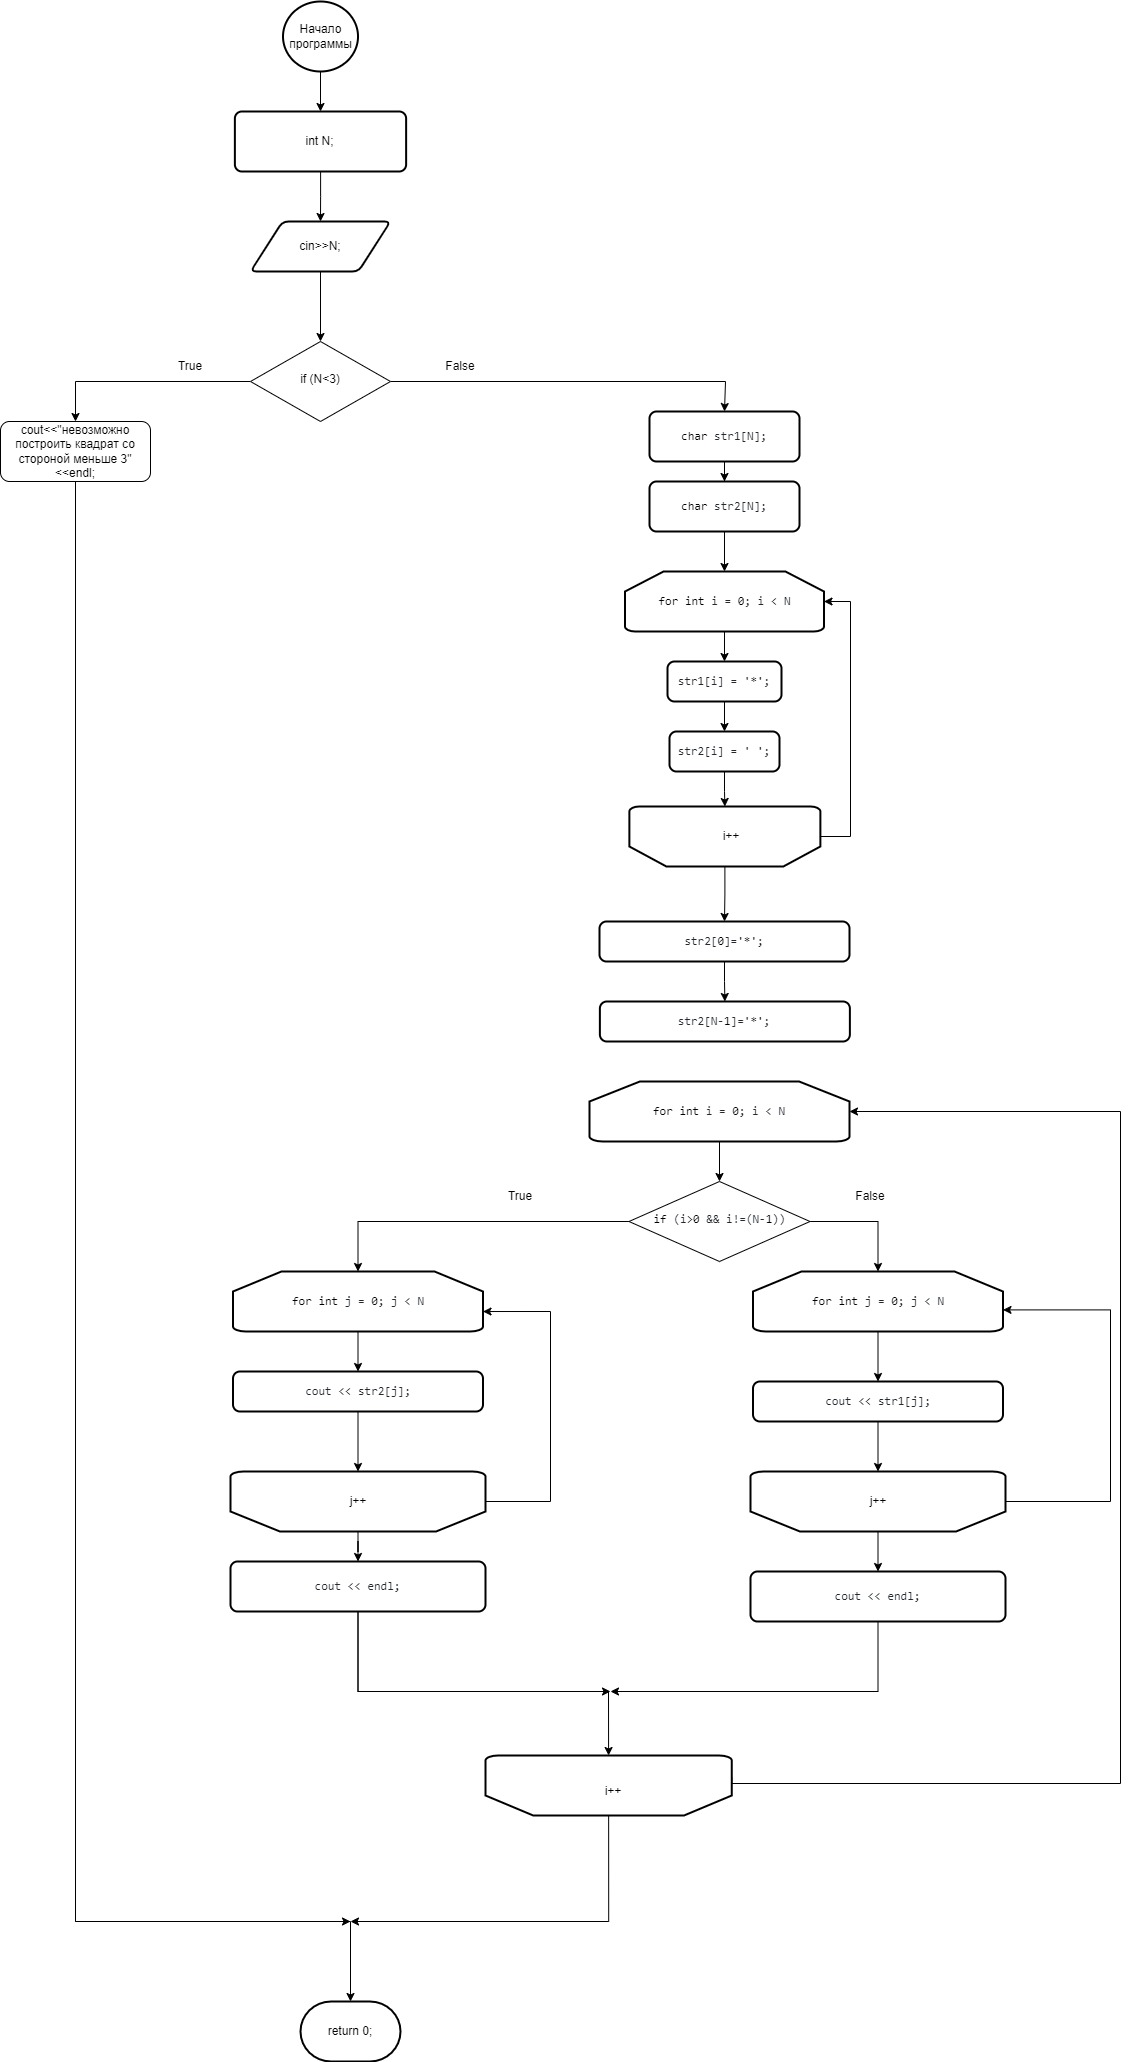 Начало
программы
int N;
cin>>N;
True
False
if (N<3)
cout<<"невозможно
построить квадрат со
стороной меньше 3"
<<endl;
char str1[N];
char str2[N];
for int i = 0; i < N
str1[i] = '*';
str2[i] = ' ';
i++
str2[0]='*';
str2[N-1]='*';
for int i = 0; i < N
True
False
if (i>0 && i!=(N-1))
for int j = 0; j < N
for int j = 0; j < N
cout << str2[j];
cout << str1[j];
j++
j++
cout << endl;
cout << endl;
i++
return 0;